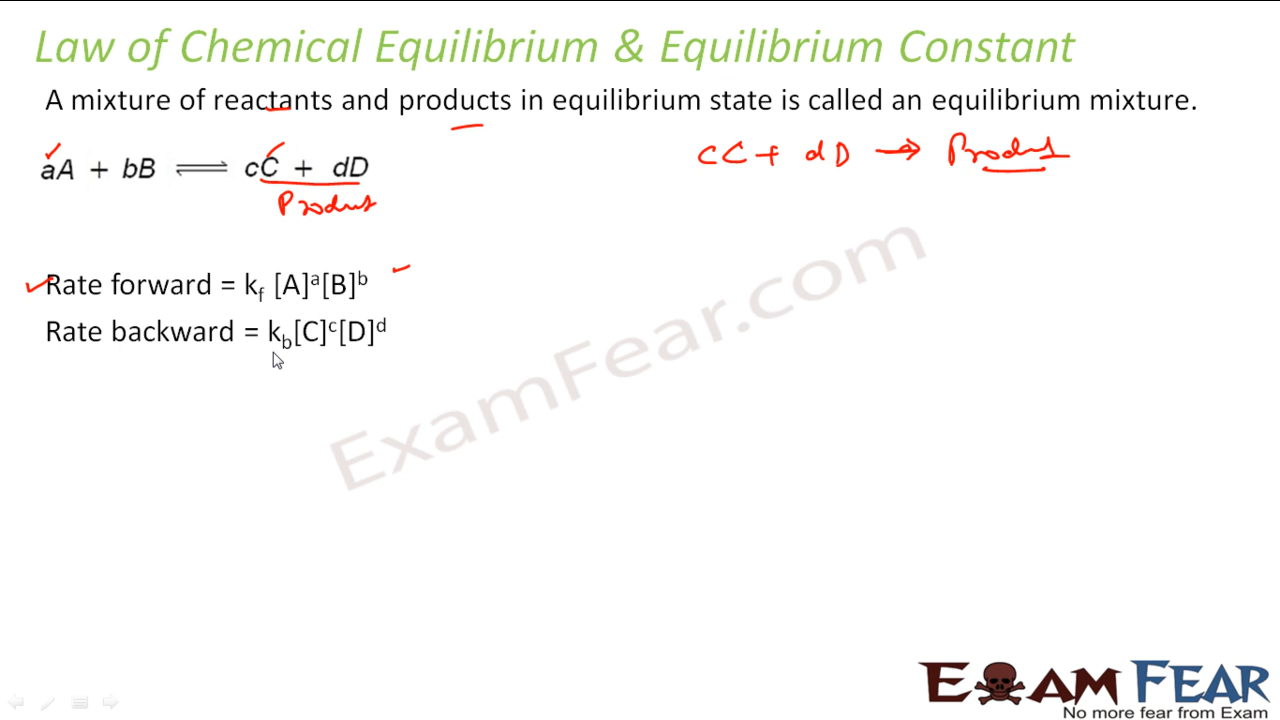 Law of Chemical Equilibrium & Equilibrium Constant
A mixture of reactants and products in equilibrium state is called an equilibrium mixture.
cC + dD → Product
aA + bB ⇌ cC + dD
Product
Rate forward = k_f [A]^a[B]^b
Rate backward = k_b[C]^c[D]^d
ExamFear.com
EXAM FEAR
No more fear from Exam